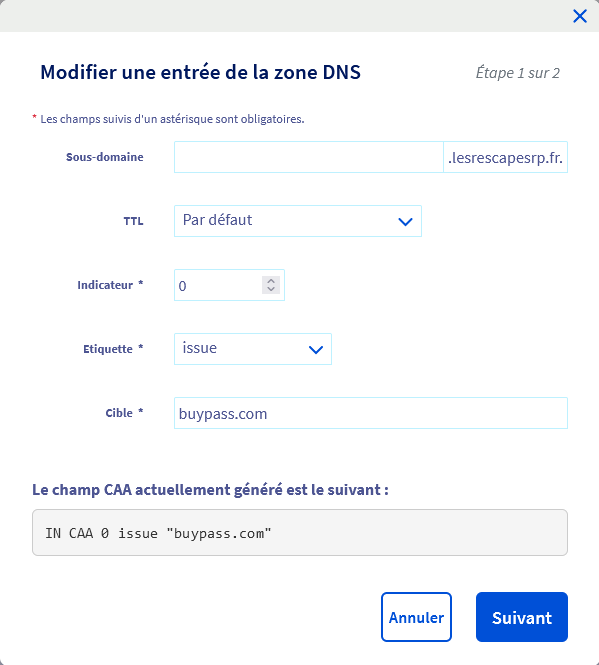 Modifier une entrée de la zone DNS
Étape 1 sur 2
* Les champs suivis d'un astérisque sont obligatoires.
Sous-domaine .lesrescapesrp.fr.
TTL Par défaut
Indicateur * 0
Etiquette * issue
Cible * buypass.com
Le champ CAA actuellement généré est le suivant :
IN CAA 0 issue "buypass.com"
Annuler Suivant